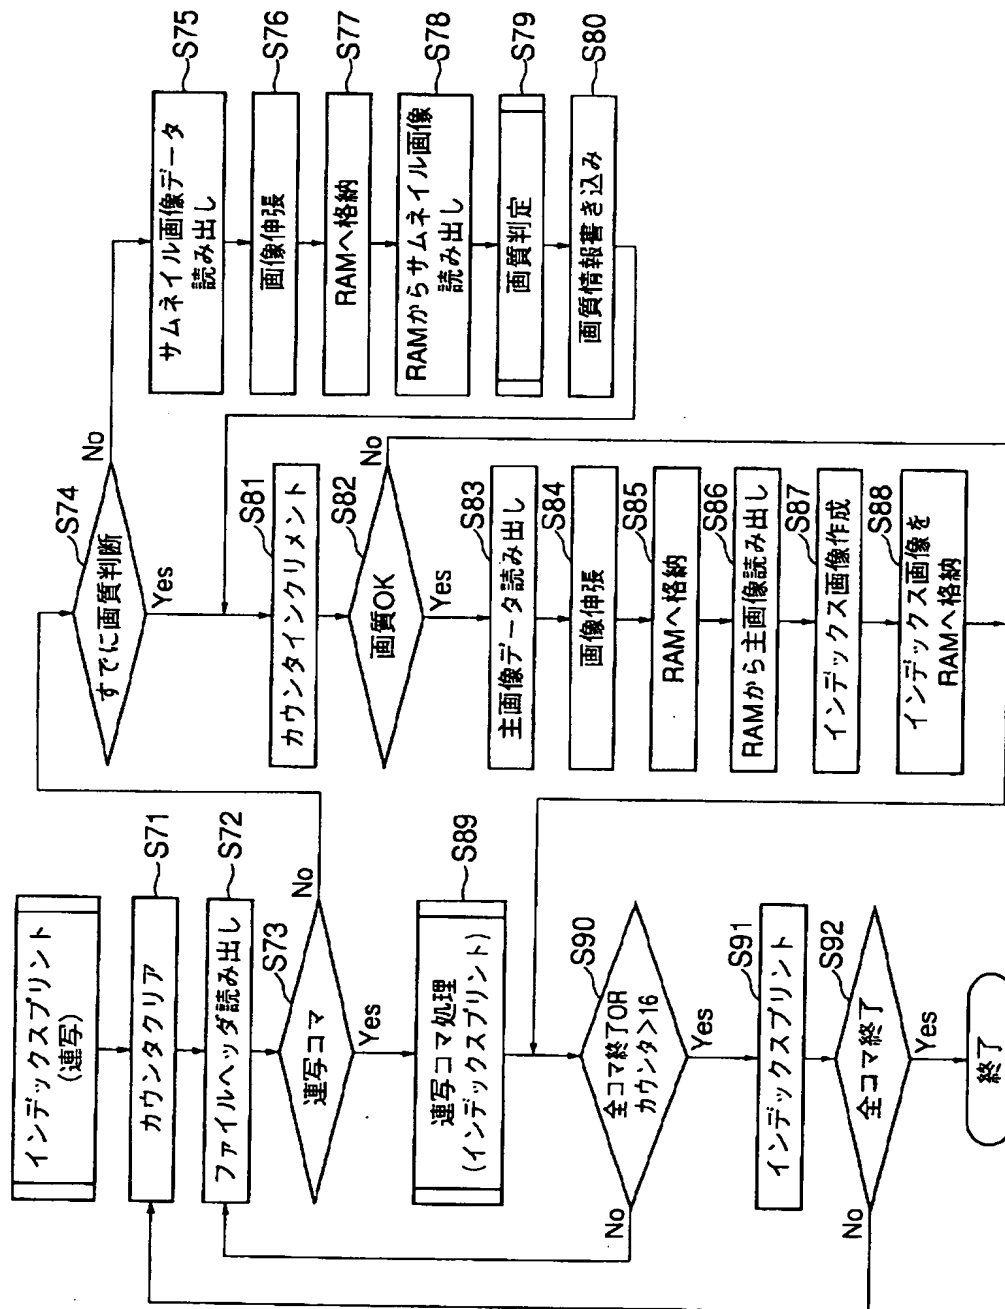 インデックスプリント
(連写)
カウンタクリア
S71
ファイルヘッダ読み出し
S72
連写コマ
S73
No
Yes
すでに画質判断
S74
No
Yes
サムネイル画像データ
読み出し
S75
画像伸張
S76
RAMへ格納
S77
RAMからサムネイル画像
読み出し
S78
画質判定
S79
画質情報書き込み
S80
カウンタインクリメント
S81
画質OK
S82
No
Yes
主画像データ読み出し
S83
画像伸張
S84
RAMへ格納
S85
RAMから主画像読み出し
S86
インデックス画像作成
S87
インデックス画像を
RAMへ格納
S88
連写コマ処理
(インデックスプリント)
S89
全コマ終了OR
カウンタ>16
S90
No
Yes
インデックスプリント
S91
全コマ終了
S92
No
Yes
終了